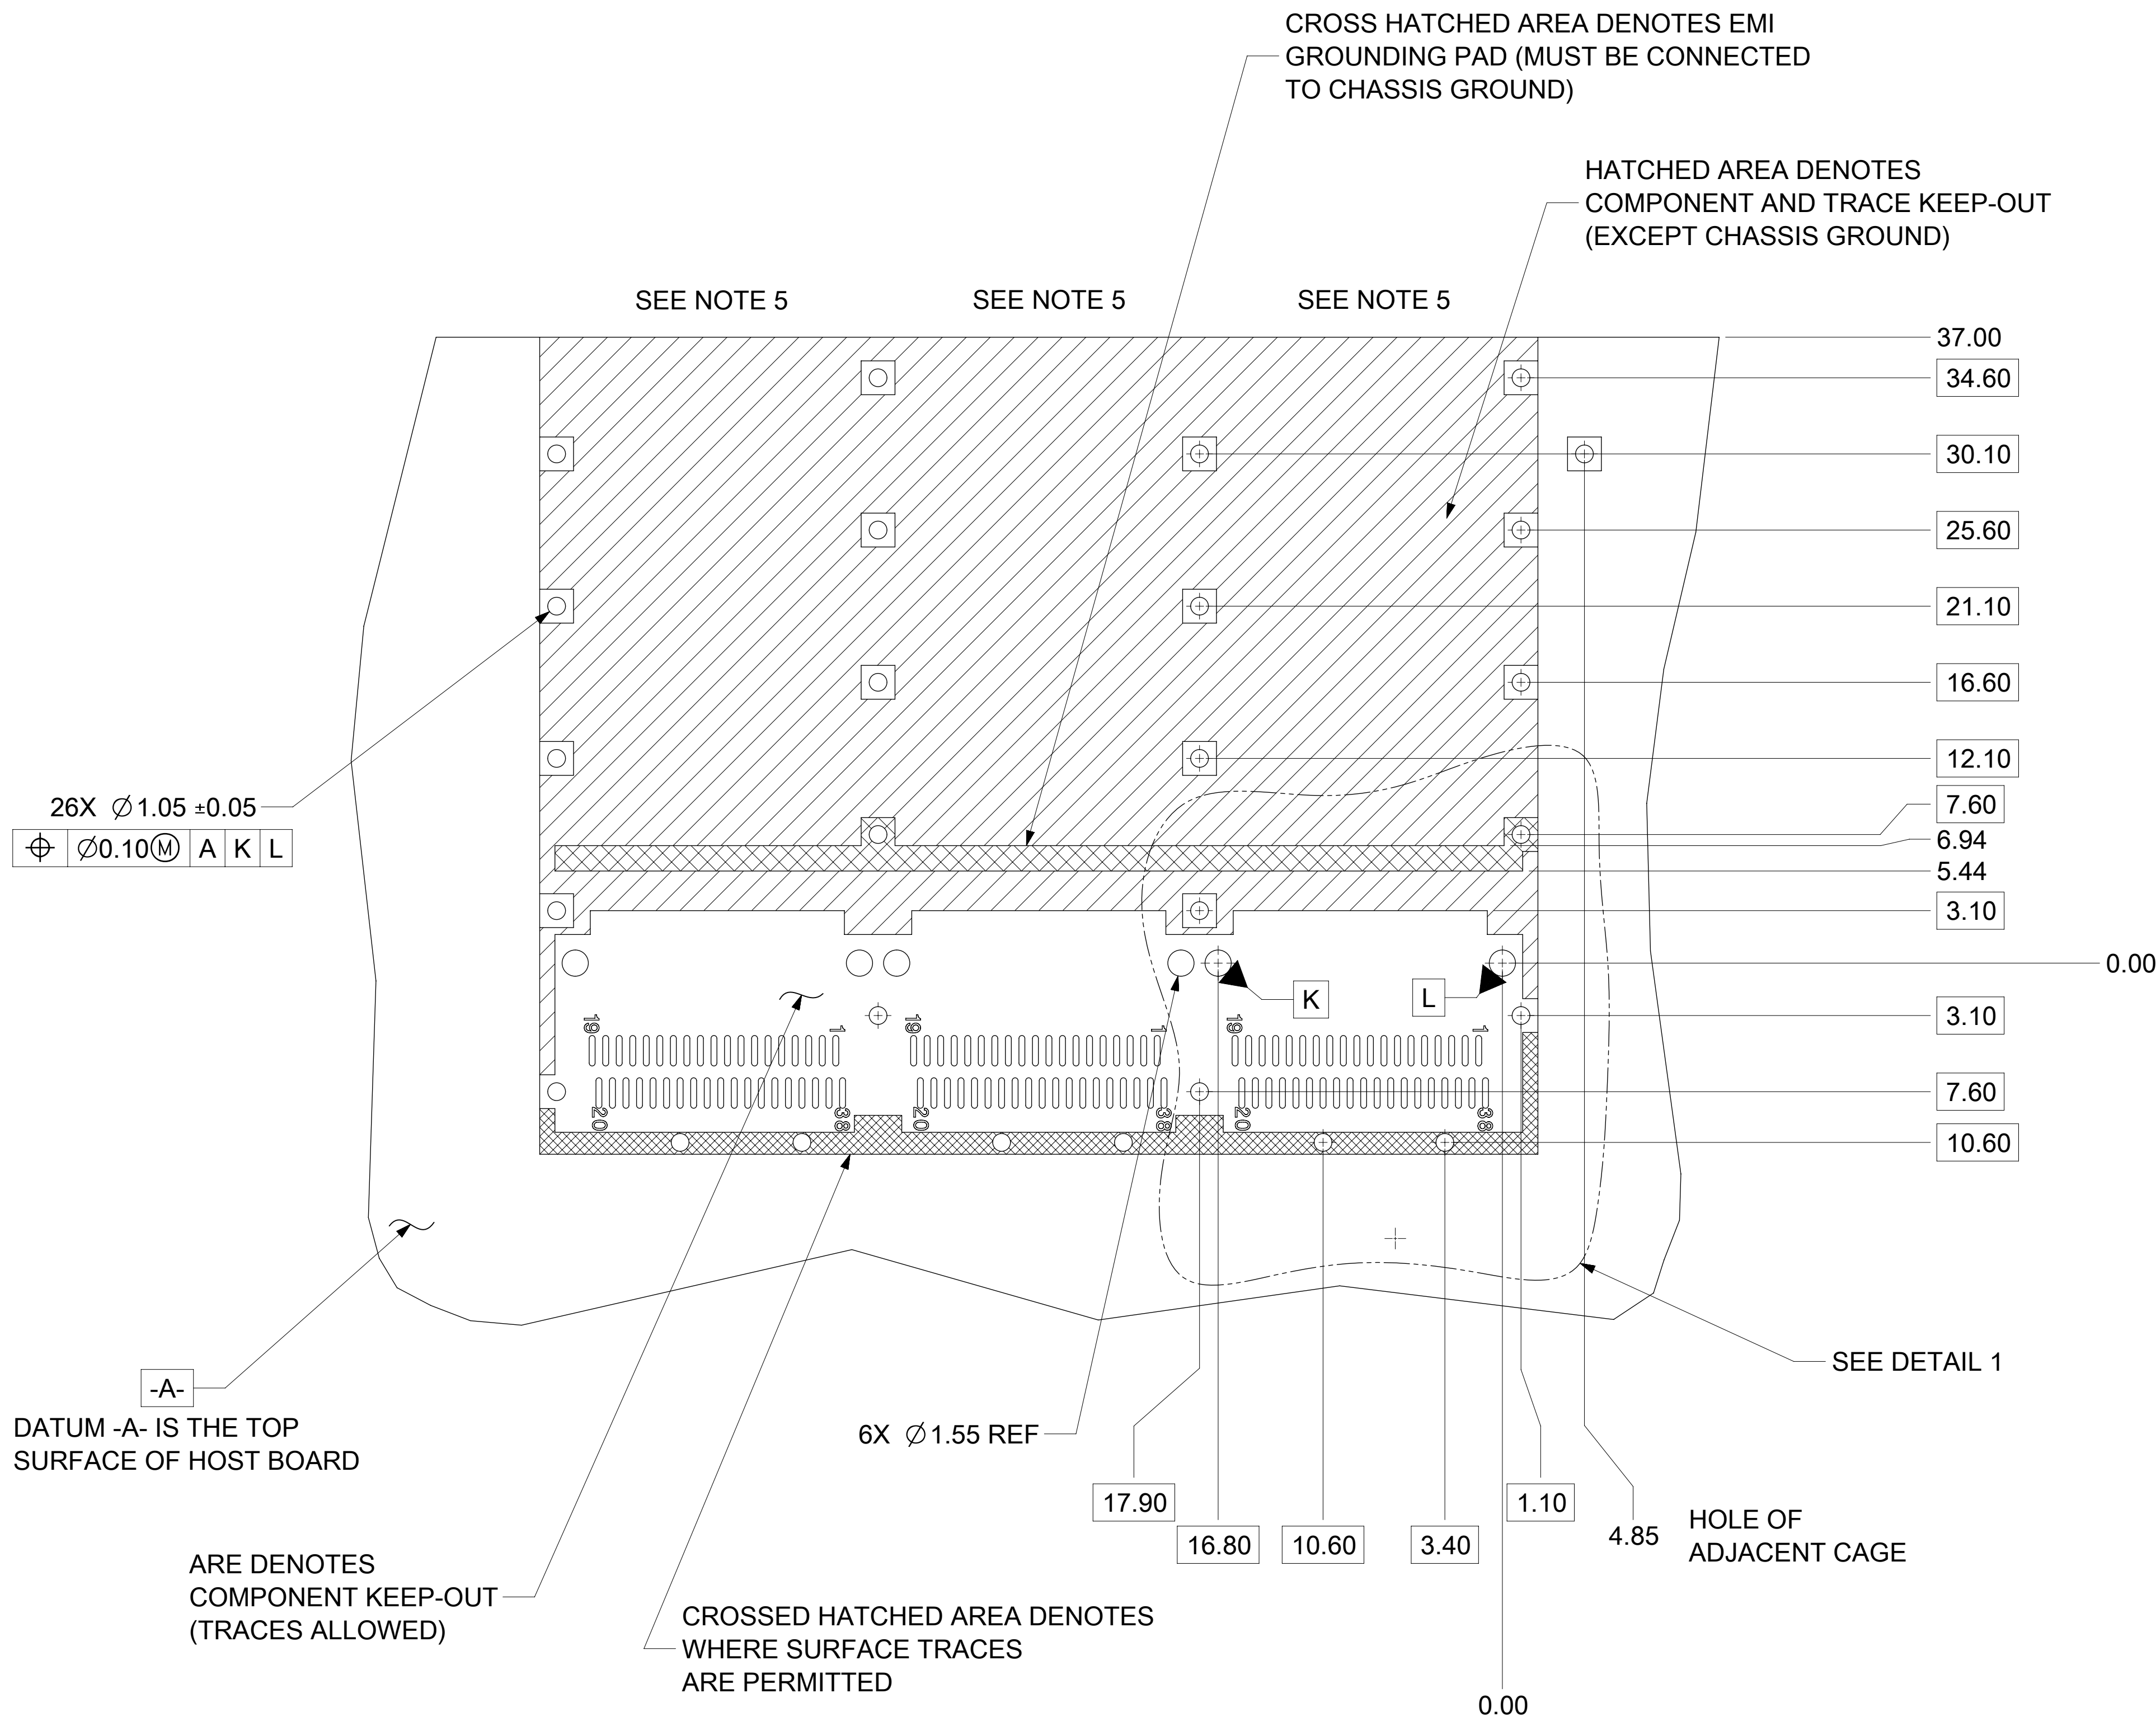 CROSS HATCHED AREA DENOTES EMI
GROUNDING PAD (MUST BE CONNECTED
TO CHASSIS GROUND)
HATCHED AREA DENOTES
COMPONENT AND TRACE KEEP-OUT
(EXCEPT CHASSIS GROUND)
SEE NOTE 5
SEE NOTE 5
SEE NOTE 5
37.00
34.60
30.10
25.60
21.10
16.60
12.10
7.60
6.94
5.44
3.10
0.00
3.10
7.60
10.60
26X ⌀1.05 ±0.05
⌖ ⌀0.10Ⓜ A K L
K
L
19 1
19 1
19 1
20 38
20 38
20 38
SEE DETAIL 1
-A-
DATUM -A- IS THE TOP
SURFACE OF HOST BOARD
6X ⌀1.55 REF
17.90
16.80
10.60
3.40
1.10
4.85
HOLE OF
ADJACENT CAGE
ARE DENOTES
COMPONENT KEEP-OUT
(TRACES ALLOWED)
CROSSED HATCHED AREA DENOTES
WHERE SURFACE TRACES
ARE PERMITTED
0.00